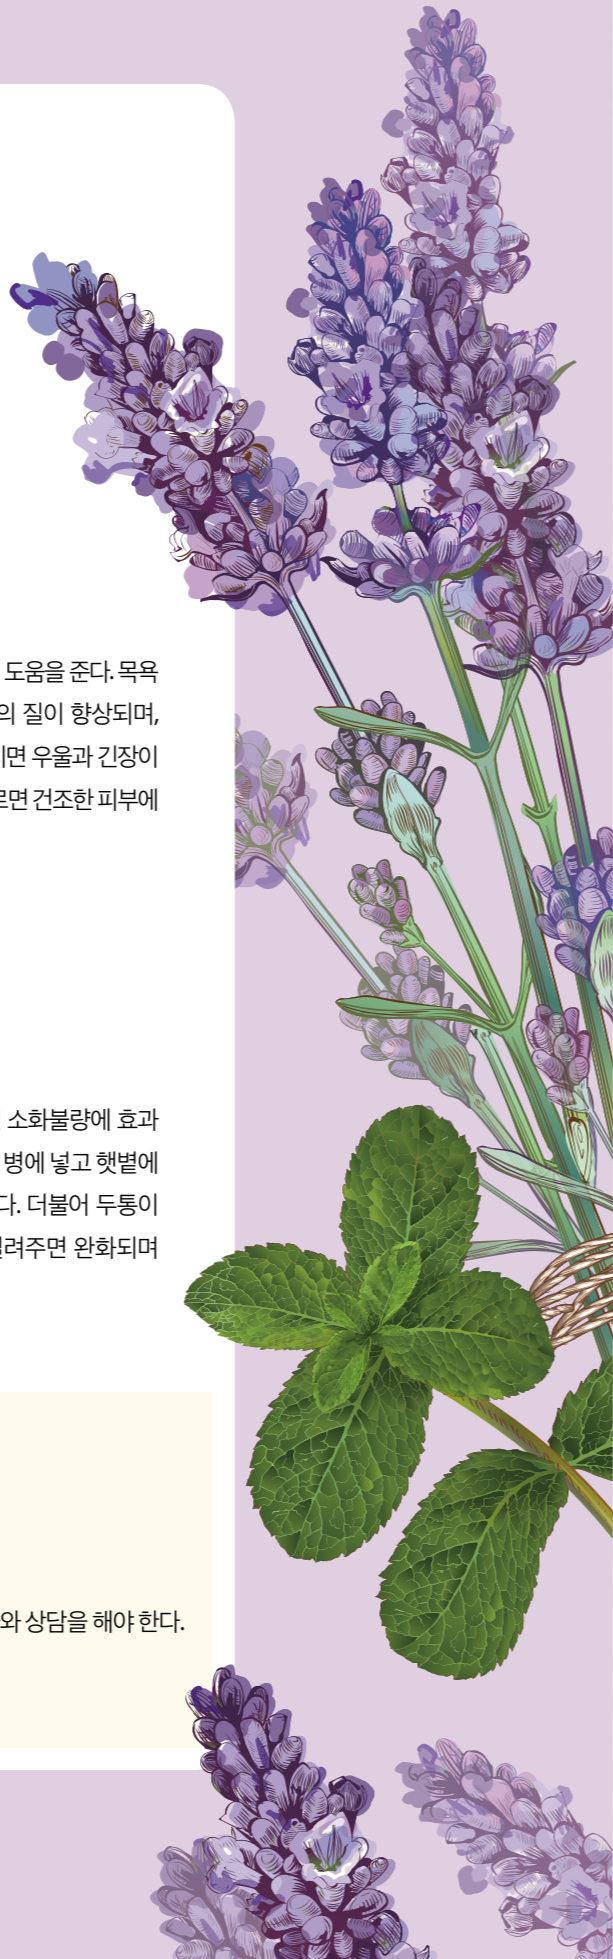 도움을 준다. 목욕
의 질이 향상되며,
면 우울과 긴장이
르면 건조한 피부에
소화불량에 효과
병에 넣고 햇볕에
다. 더불어 두통이
려주면 완화되며
와 상담을 해야 한다.